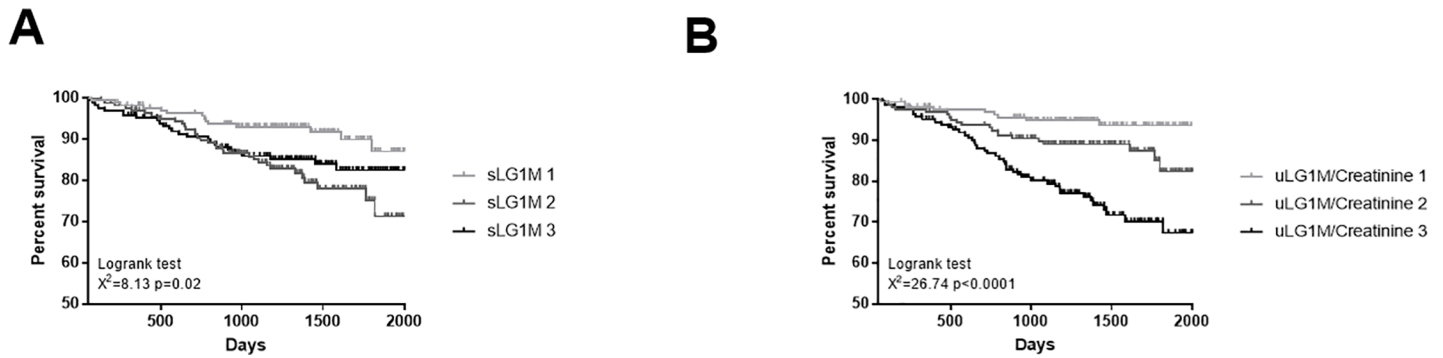 A
Percent survival
100
90
80
70
60
50
Logrank test
X²=8.13 p=0.02
500
1000
1500
2000
Days
sLG1M 1
sLG1M 2
sLG1M 3
B
Percent survival
100
90
80
70
60
50
Logrank test
X²=26.74 p<0.0001
500
1000
1500
2000
Days
uLG1M/Creatinine 1
uLG1M/Creatinine 2
uLG1M/Creatinine 3